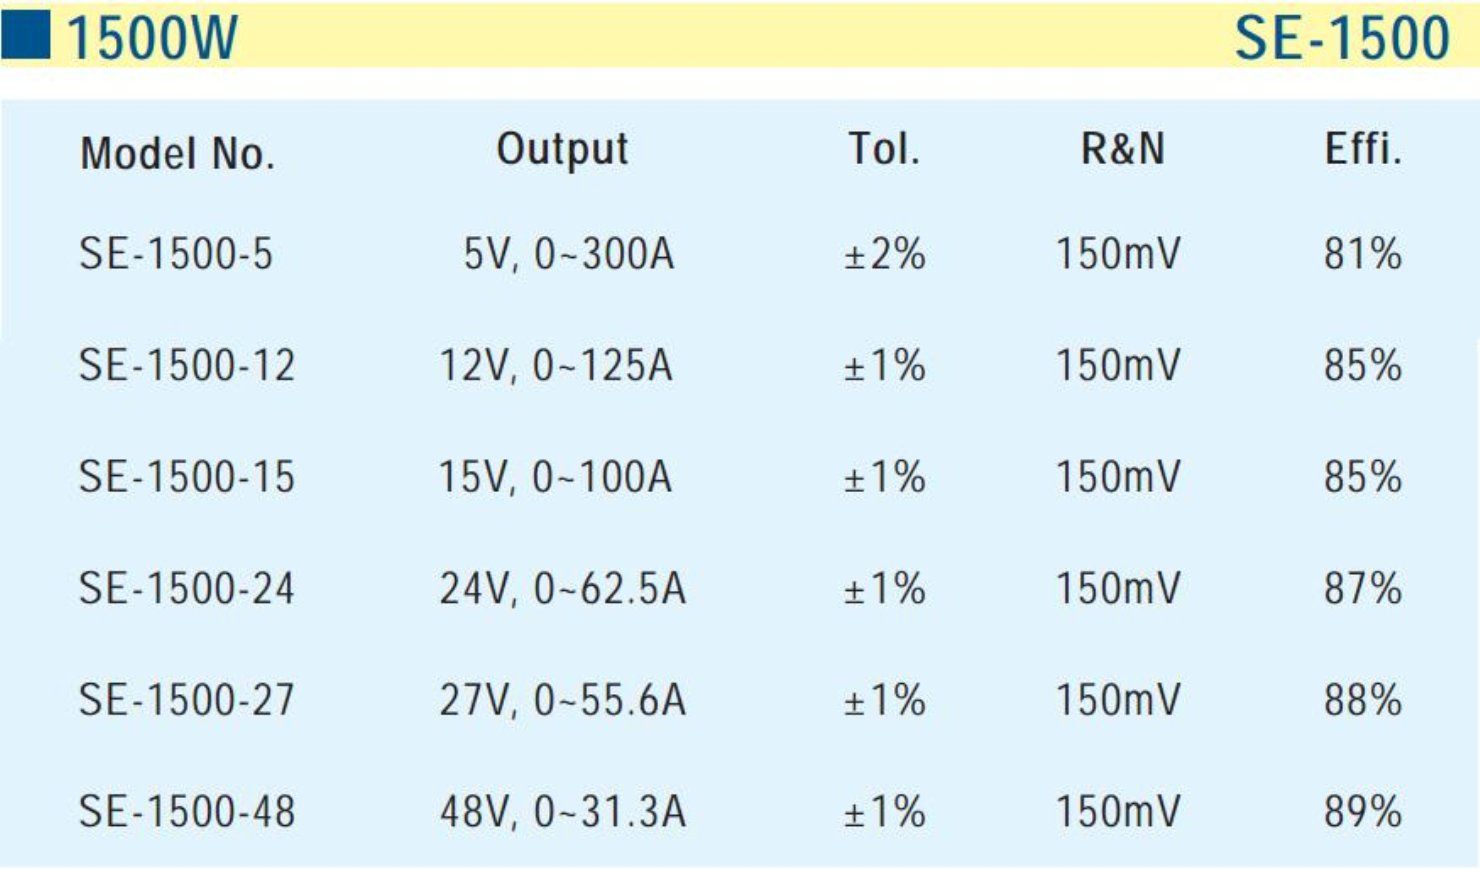 1500W SE-1500
Model No. Output Tol. R&N Effi.
SE-1500-5 5V, 0~300A ±2% 150mV 81%
SE-1500-12 12V, 0~125A ±1% 150mV 85%
SE-1500-15 15V, 0~100A ±1% 150mV 85%
SE-1500-24 24V, 0~62.5A ±1% 150mV 87%
SE-1500-27 27V, 0~55.6A ±1% 150mV 88%
SE-1500-48 48V, 0~31.3A ±1% 150mV 89%